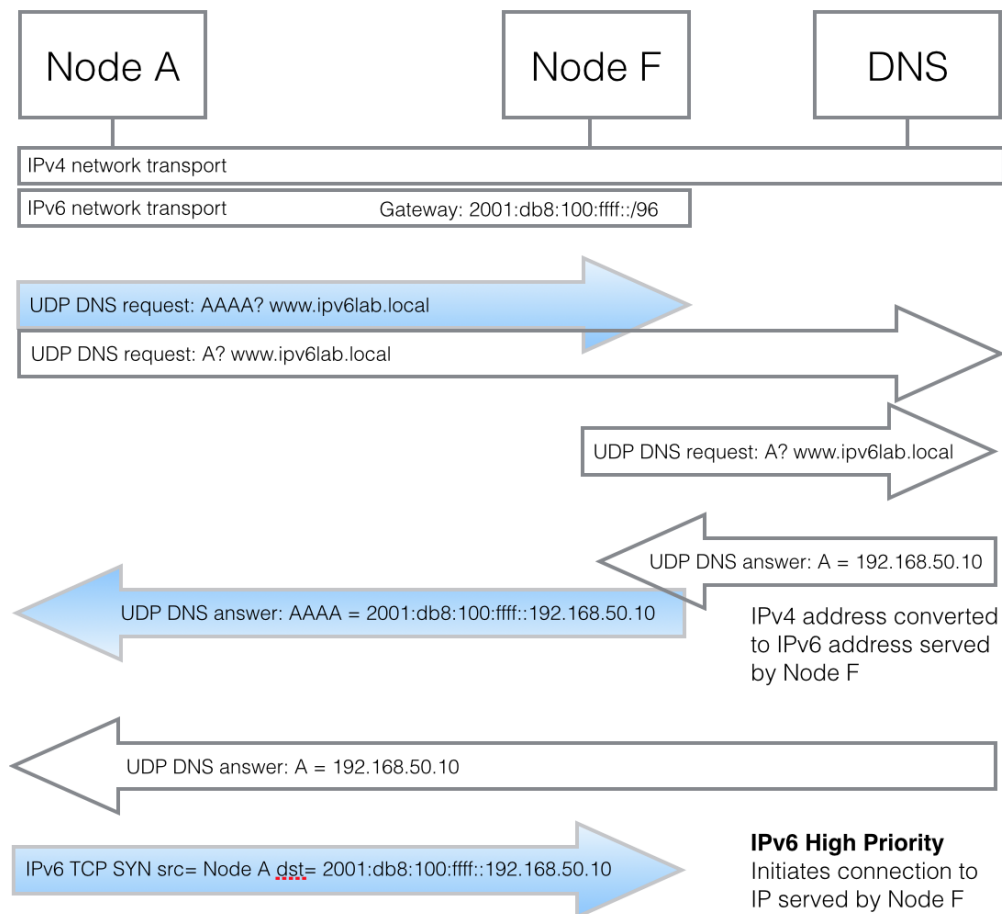 Node A
Node F
DNS
IPv4 network transport
IPv6 network transport
Gateway: 2001:db8:100:ffff::/96
UDP DNS request: AAAA? www.ipv6lab.local
UDP DNS request: A? www.ipv6lab.local
UDP DNS request: A? www.ipv6lab.local
UDP DNS answer: A = 192.168.50.10
UDP DNS answer: AAAA = 2001:db8:100:ffff::192.168.50.10
IPv4 address converted
to IPv6 address served
by Node F
UDP DNS answer: A = 192.168.50.10
IPv6 High Priority
Initiates connection to
IP served by Node F
IPv6 TCP SYN src= Node A dst= 2001:db8:100:ffff::192.168.50.10